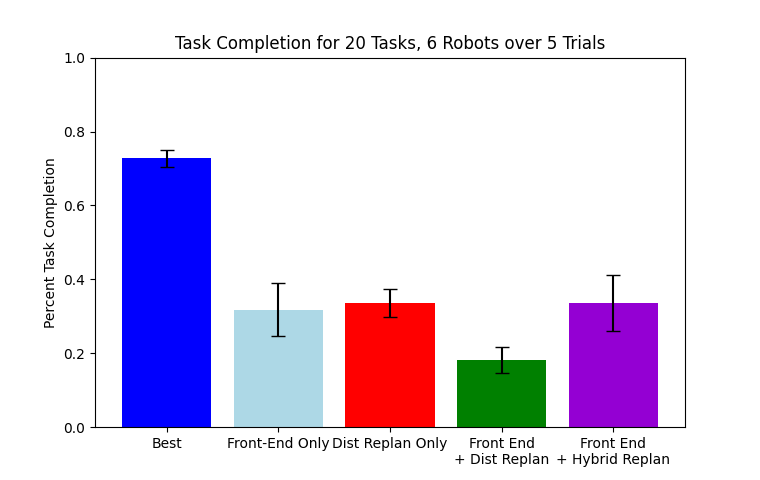 Task Completion for 20 Tasks, 6 Robots over 5 Trials
Percent Task Completion
1.0
0.8
0.6
0.4
0.2
0.0
Best
Front-End Only
Dist Replan Only
Front End
+ Dist Replan
Front End
+ Hybrid Replan